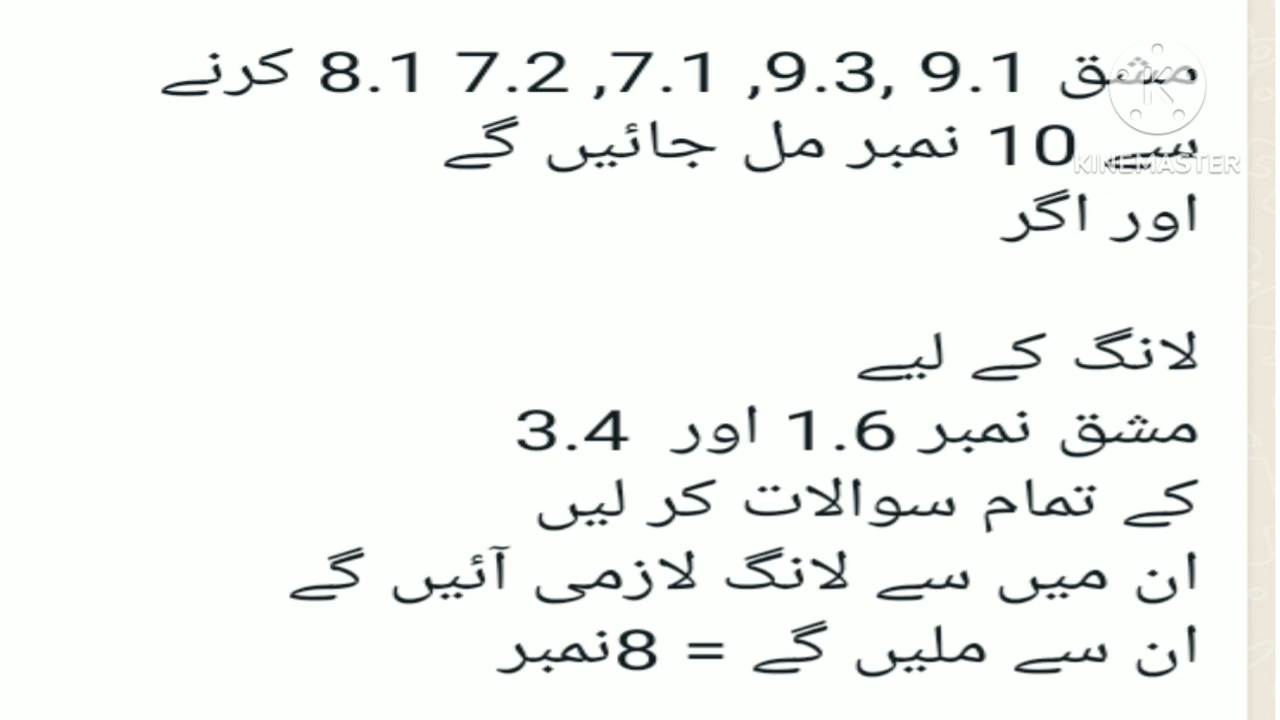 مشق 9.1 ,9.3, 7.1, 7.2 8.1 کرنے
سے 10 نمبر مل جائیں گے
اور اگر
لانگ کے لیے
مشق نمبر 1.6 اور 3.4
کے تمام سوالات کر لیں
ان میں سے لانگ لازمی آئیں گے
ان سے ملیں گے = 8نمبر
KINEMASTER